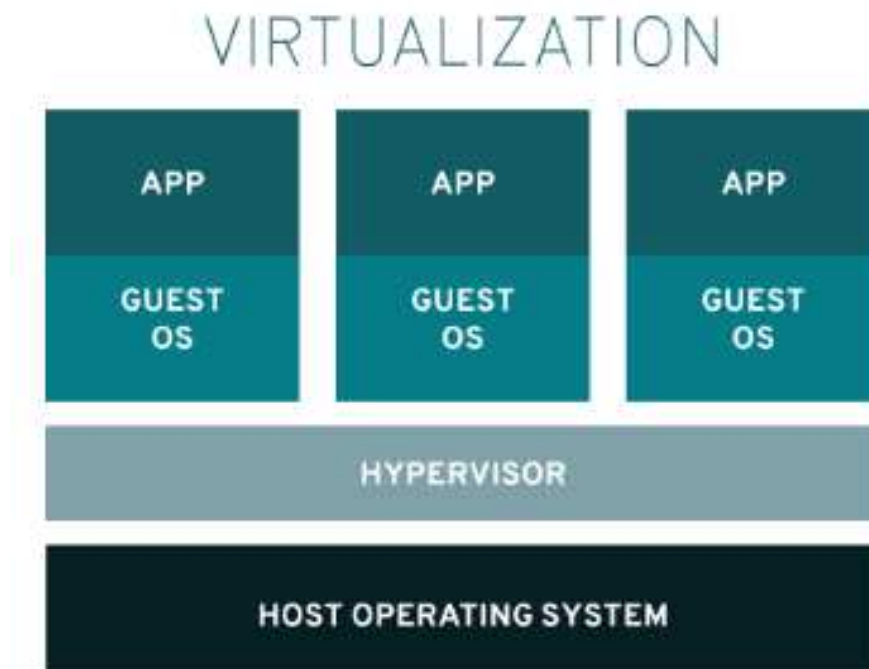 VIRTUALIZATION
APP
APP
APP
GUEST
OS
GUEST
OS
GUEST
OS
HYPERVISOR
HOST OPERATING SYSTEM